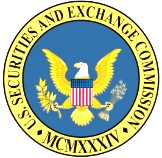 U.S. SECURITIES AND EXCHANGE COMMISSION
MCMXXXIV